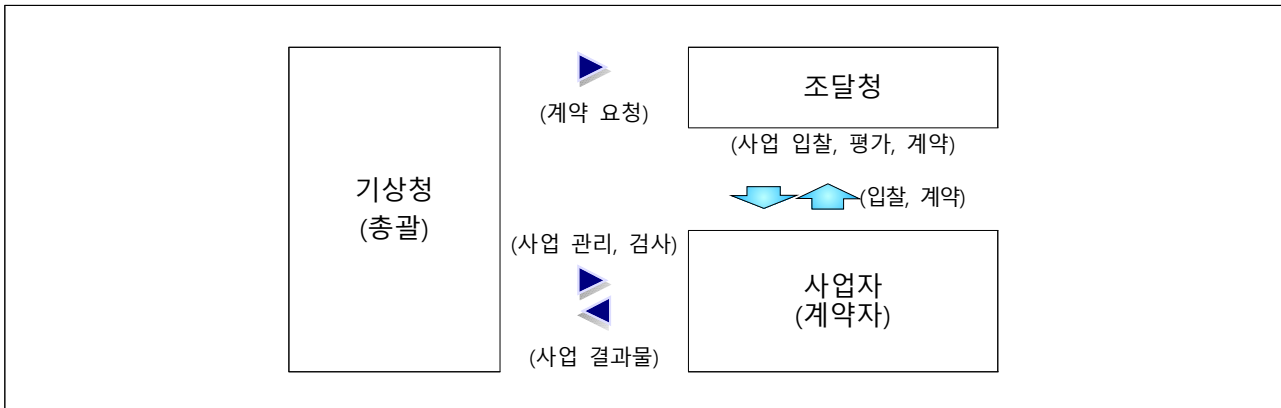 기상청
(총괄)
(계약 요청)
조달청
(사업 입찰, 평가, 계약)
(입찰, 계약)
(사업 관리, 검사)
사업자
(계약자)
(사업 결과물)